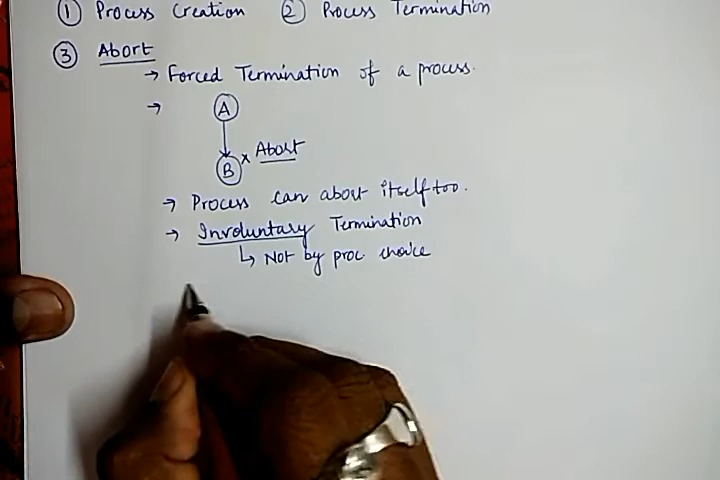 ① Process Creation ② Process Termination
③ Abort
→ Forced Termination of a process.
→ A
B × Abort
→ Process can about itself too.
→ Involuntary Termination
↳ Not by proc choice